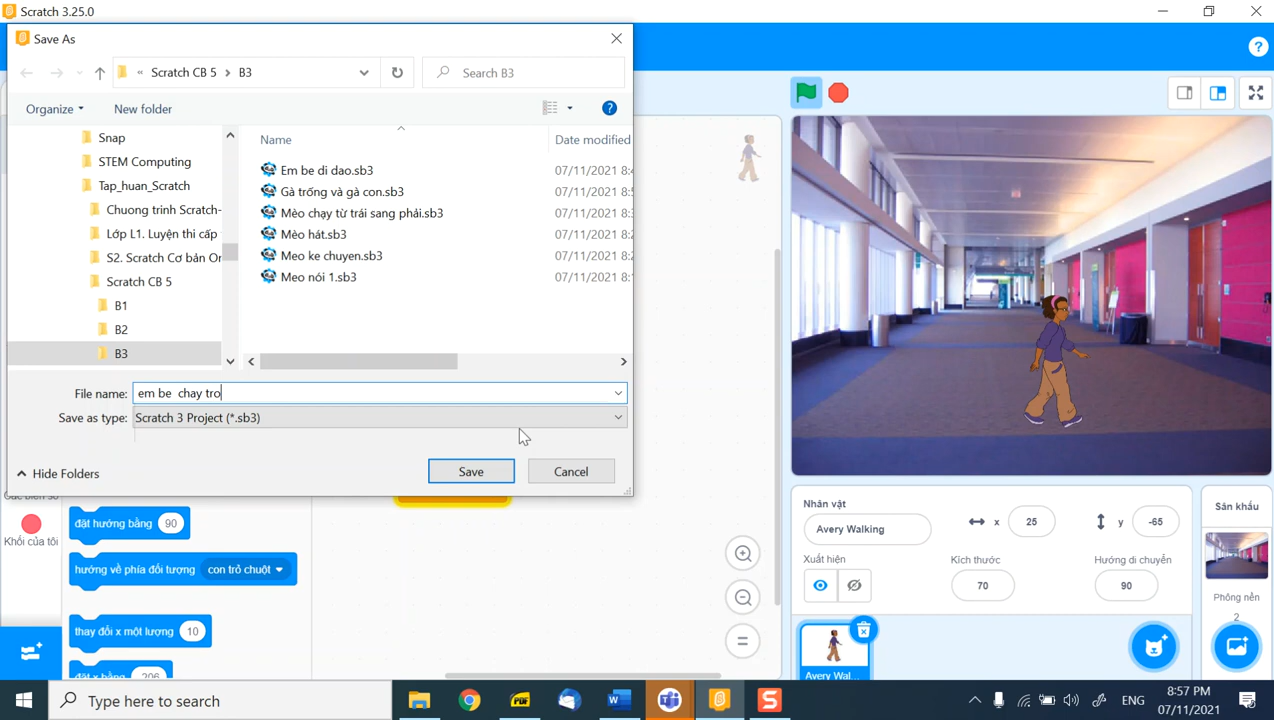 Scratch 3.25.0
Save As
« Scratch CB 5 › B3
Search B3
Organize
New folder
Snap
STEM Computing
Tap_huan_Scratch
Chuong trinh Scratch-
Lớp L1. Luyện thi cấp
S2. Scratch Cơ bản On
Scratch CB 5
B1
B2
B3
Name
Date modified
Em be di dao.sb3
07/11/2021 8:4
Gà trống và gà con.sb3
07/11/2021 8:5
Mèo chạy từ trái sang phải.sb3
07/11/2021 8:3
Mèo hát.sb3
07/11/2021 8:2
Meo ke chuyen.sb3
07/11/2021 8:2
Meo nói 1.sb3
07/11/2021 8:1
File name: em be  chay tro
Save as type: Scratch 3 Project (*.sb3)
Hide Folders
Save
Cancel
Các biến số
Khối của tôi
đặt hướng bằng 90
hướng về phía đối tượng con trỏ chuột
thay đổi x một lượng 10
đặt x bằng -206
Nhân vật
Avery Walking
x 25
y -65
Xuất hiện
Kích thước
70
Hướng di chuyển
90
Avery Wal...
Sân khấu
Phông nền
2
Type here to search
PDF
ENG
8:57 PM
07/11/2021